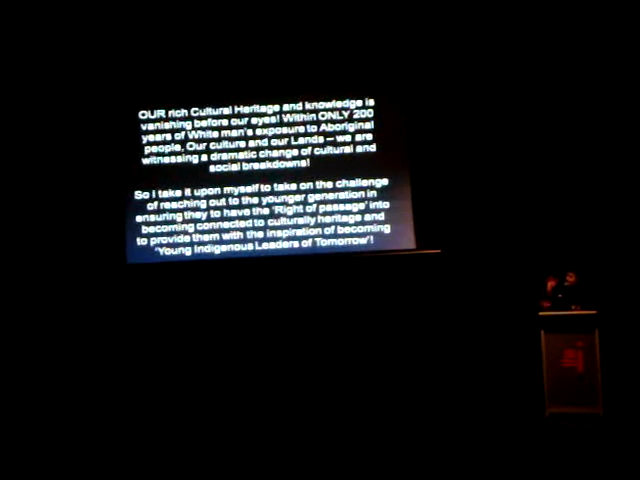 OUR rich Cultural Heritage and knowledge is
vanishing before our eyes! Within ONLY 200
years of White man's exposure to Aboriginal
people, Our culture and our Lands – we are
witnessing a dramatic change of cultural and
social breakdowns!
So I take it upon myself to take on the challenge
of reaching out to the younger generation in
ensuring they to have the 'Right of passage' into
becoming connected to culturally heritage and
to provide them with the inspiration of becoming
'Young Indigenous Leaders of Tomorrow'!